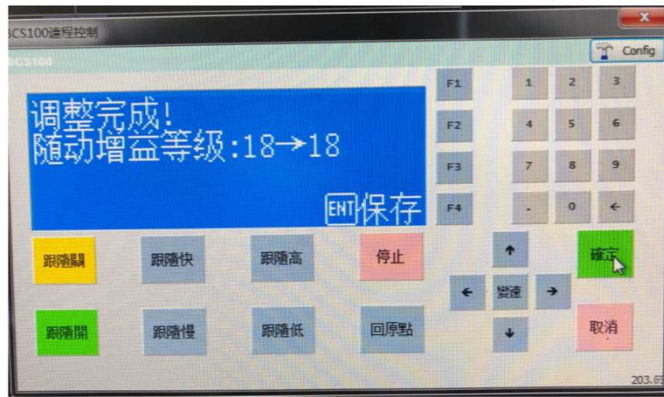 BCS100遠程控制
Config
BCS100
调整完成!
随动增益等级:18→18
ENT保存
F1 1 2 3
F2 4 5 6
F3 7 8 9
F4 . 0 ←
跟隨關 跟隨快 跟隨高 停止 ↑ 確定
← 變速 →
跟隨開 跟隨慢 跟隨低 回原點 ↓ 取消